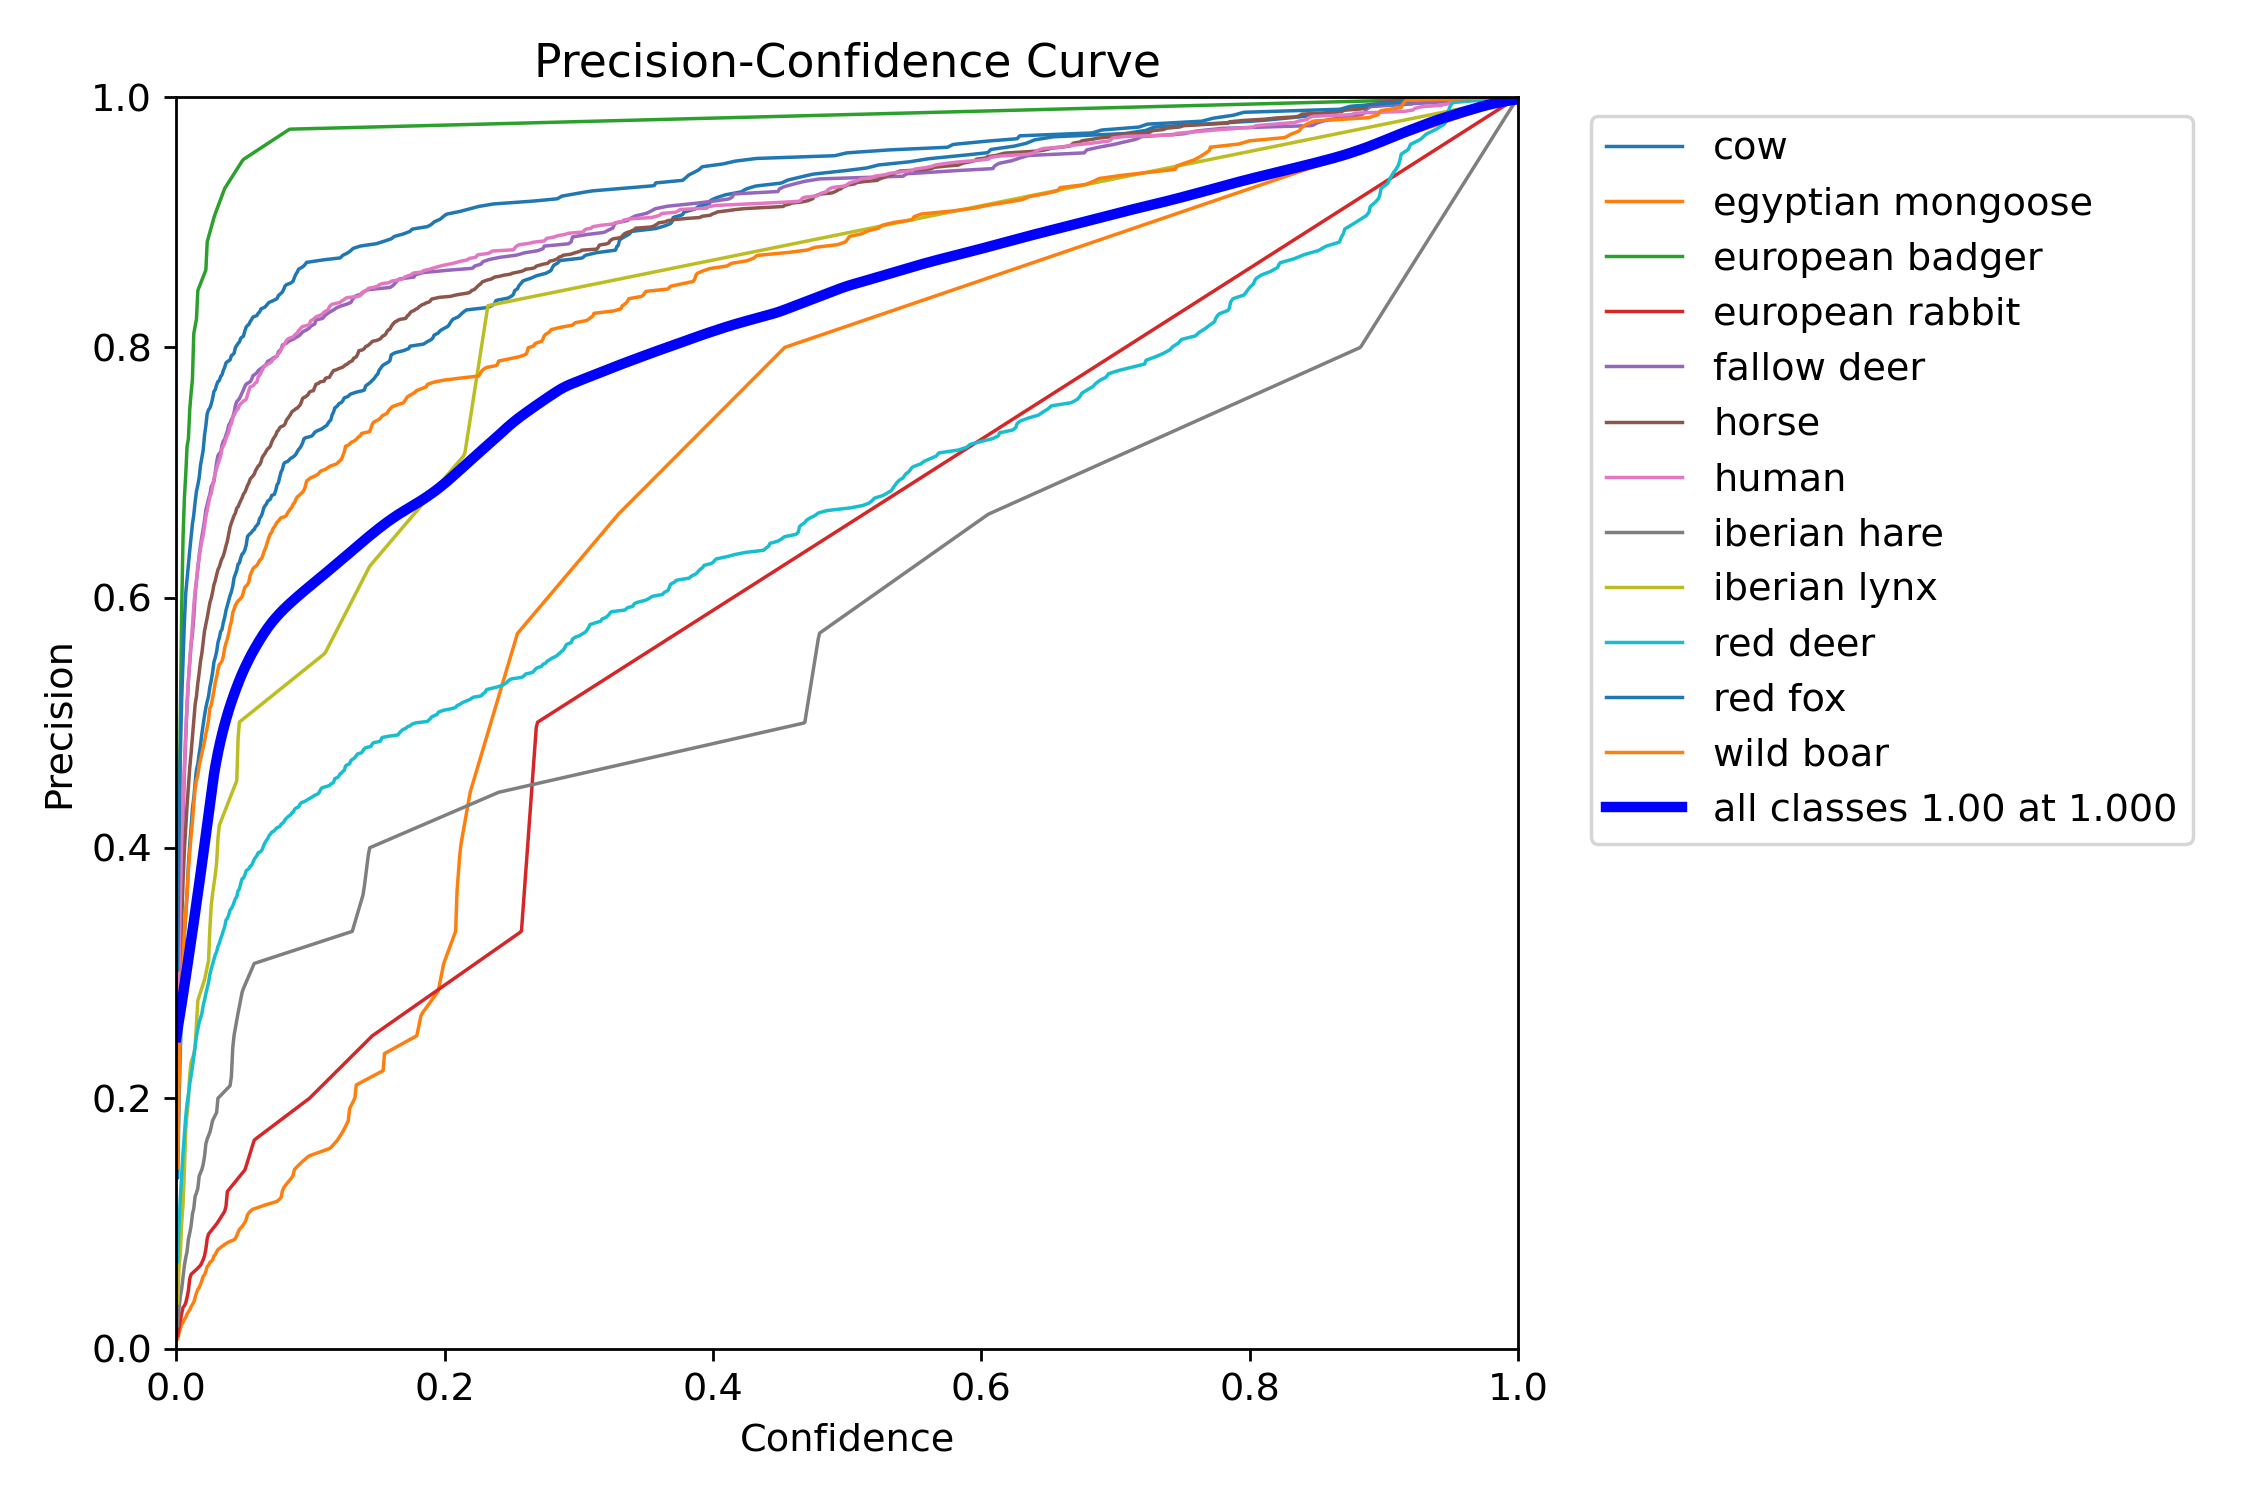 Precision-Confidence Curve
1.0
0.8
0.6
0.4
0.2
0.0
Precision
0.0 0.2 0.4 0.6 0.8 1.0
Confidence
cow
egyptian mongoose
european badger
european rabbit
fallow deer
horse
human
iberian hare
iberian lynx
red deer
red fox
wild boar
all classes 1.00 at 1.000